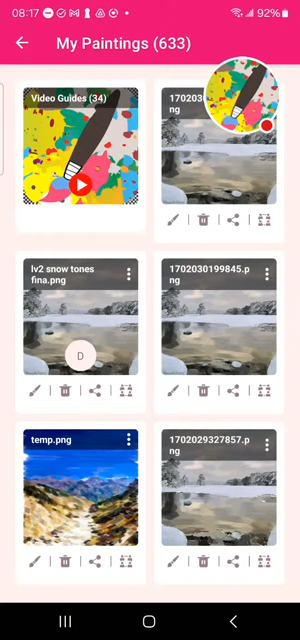 08:17
92%
My Paintings (633)
Video Guides (34)
170203
ng
lv2 snow tones
fina.png
1702030199845.p
ng
D
temp.png
1702029327857.p
ng